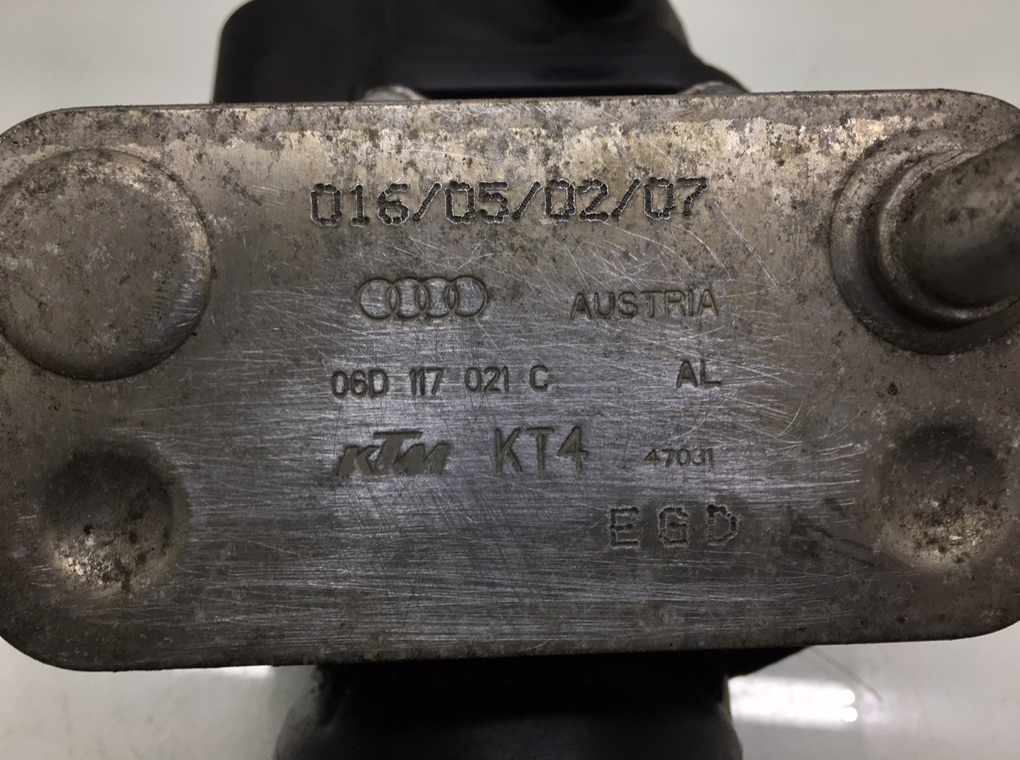 016/05/02/07
AUSTRIA
06D 117 021 C AL
KTM KT4 47031
EGD